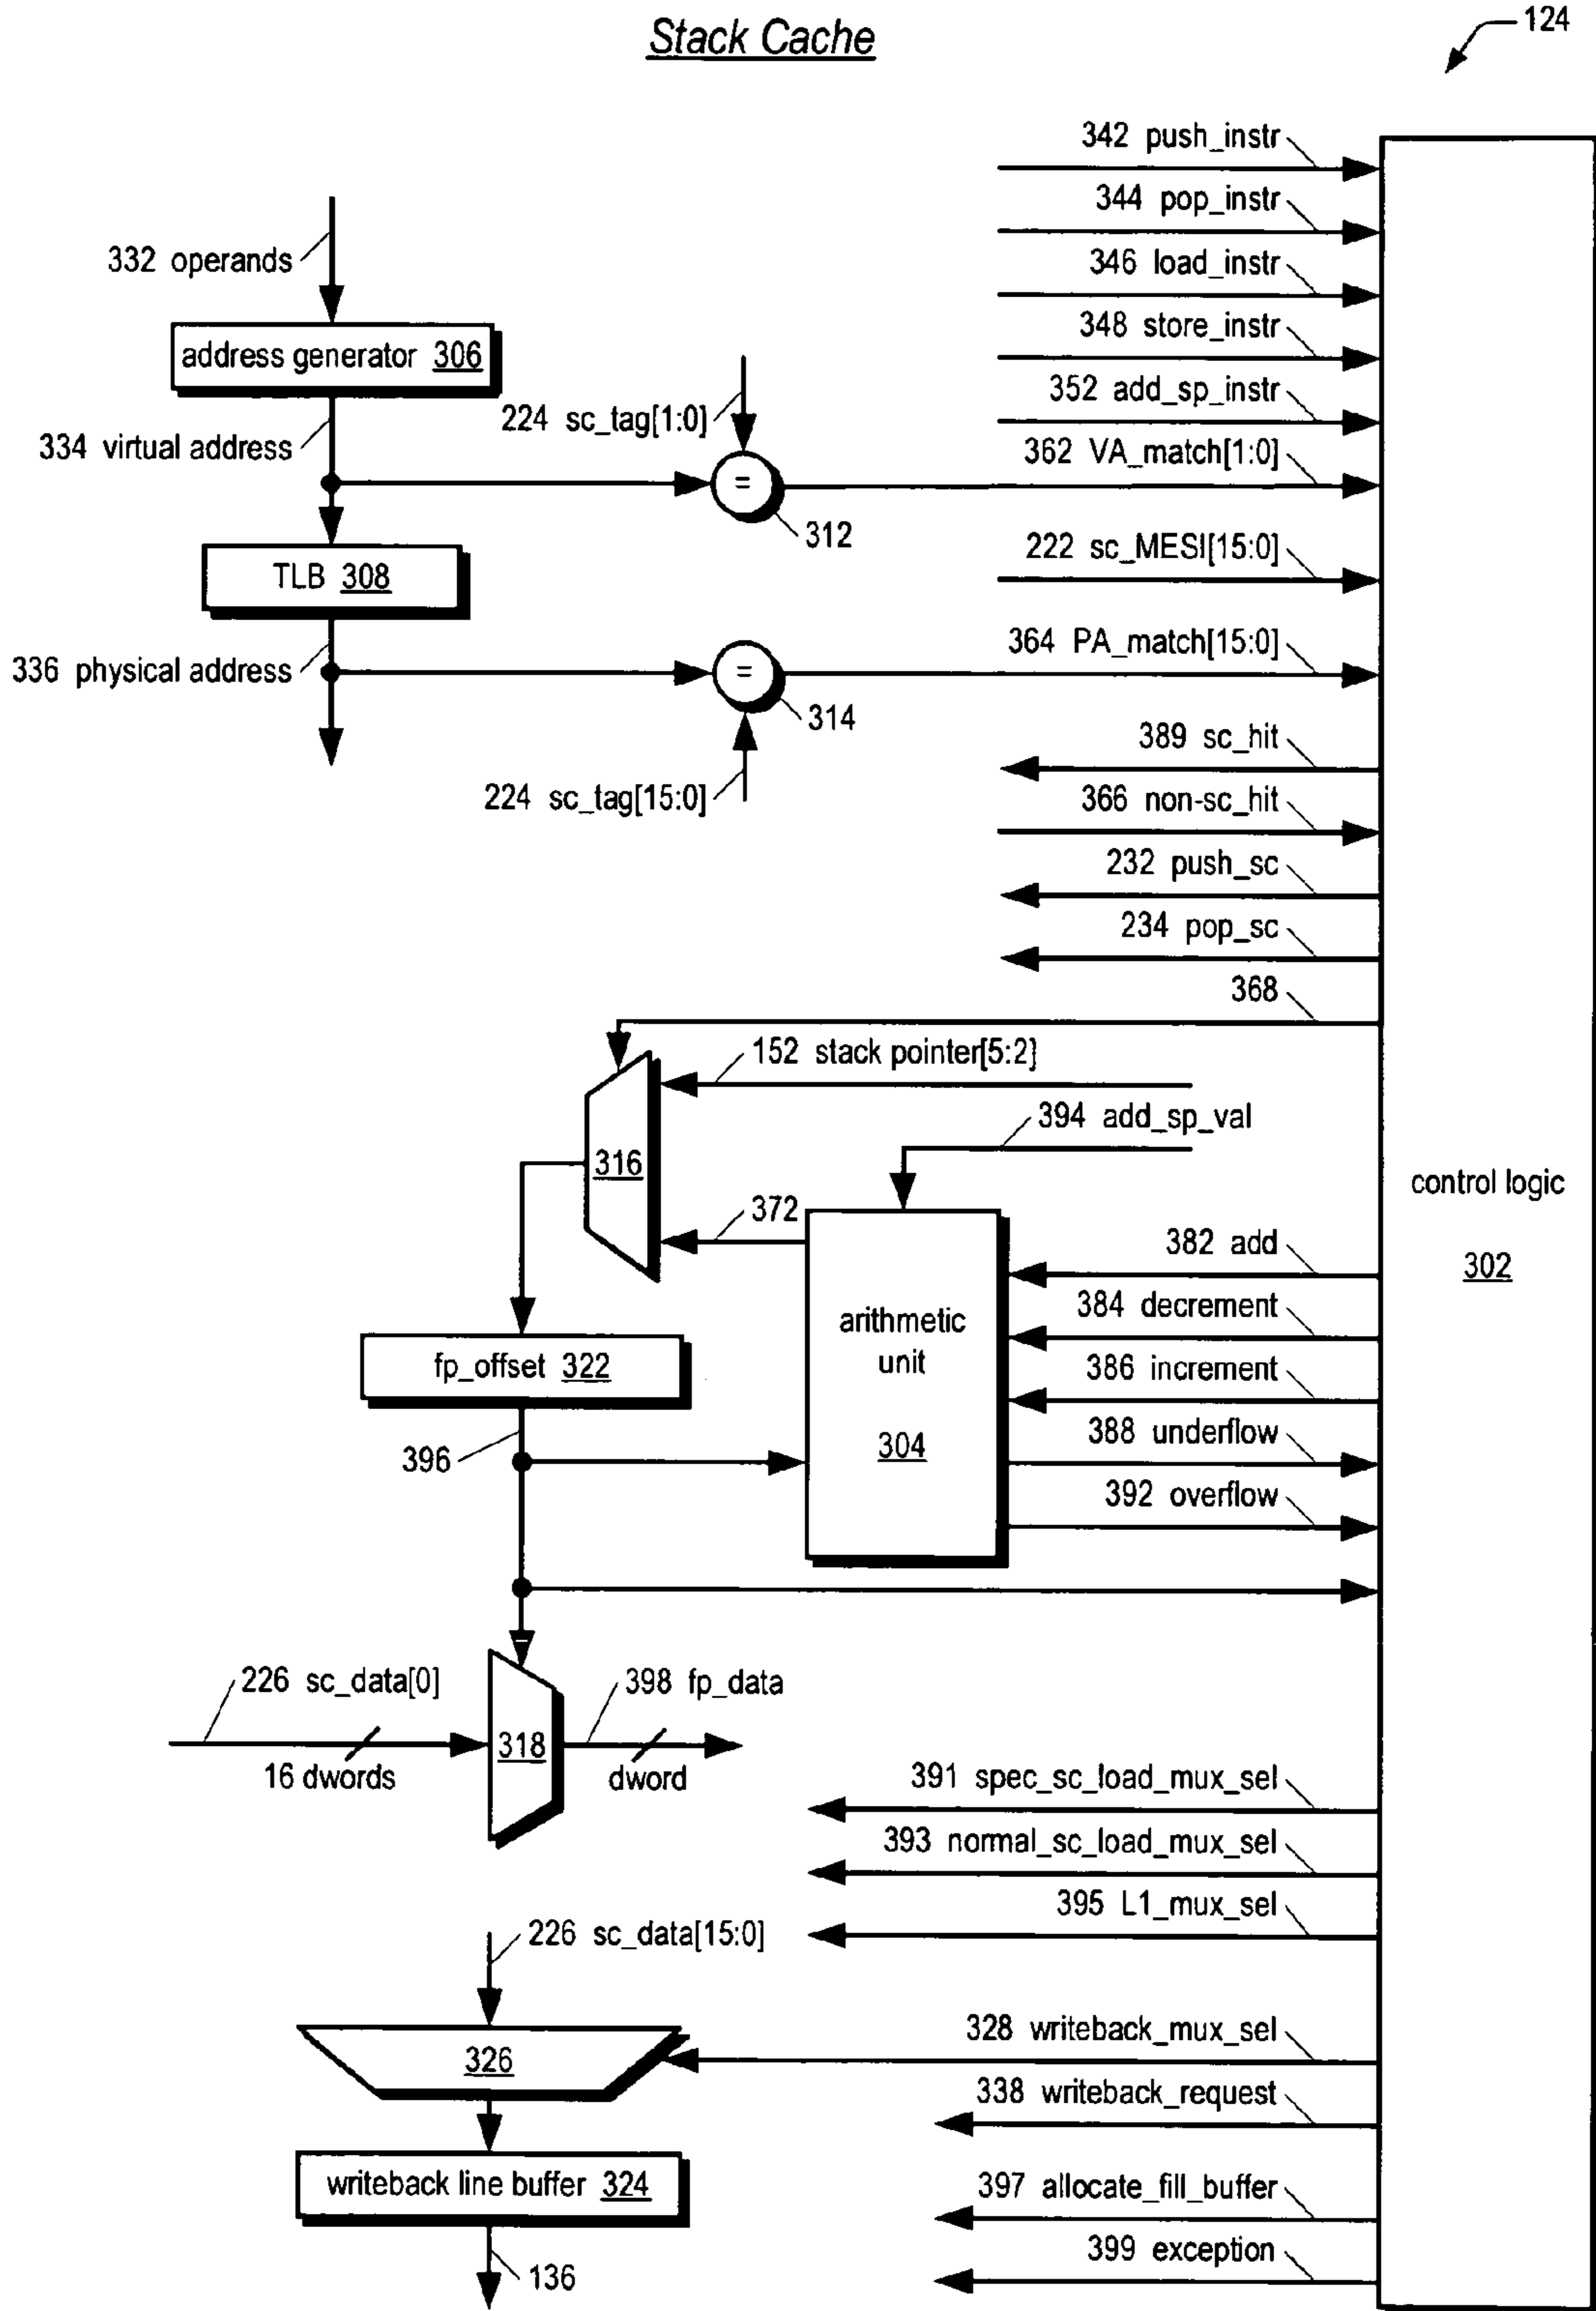 Stack Cache
124
342 push_instr
344 pop_instr
332 operands
346 load_instr
348 store_instr
address generator 306
352 add_sp_instr
224 sc_tag[1:0]
334 virtual address
362 VA_match[1:0]
=
312
222 sc_MESI[15:0]
TLB 308
336 physical address
364 PA_match[15:0]
=
314
389 sc_hit
224 sc_tag[15:0]
366 non-sc_hit
232 push_sc
234 pop_sc
368
152 stack pointer[5:2]
394 add_sp_val
316
control logic
302
372
382 add
384 decrement
arithmetic
unit
304
fp_offset 322
386 increment
388 underflow
396
392 overflow
226 sc_data[0]
398 fp_data
318
16 dwords
dword
391 spec_sc_load_mux_sel
393 normal_sc_load_mux_sel
395 L1_mux_sel
226 sc_data[15:0]
328 writeback_mux_sel
326
338 writeback_request
writeback line buffer 324
397 allocate_fill_buffer
399 exception
136